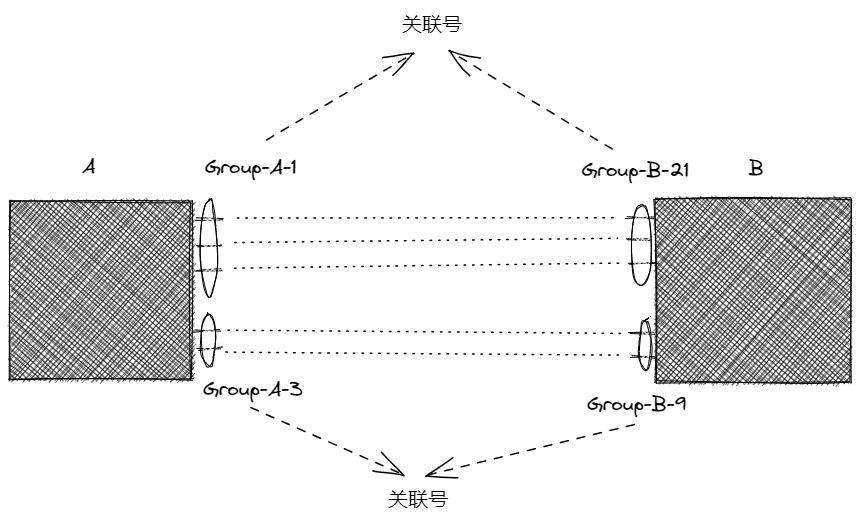 关联号
A
Group-A-1
Group-B-21
B
Group-A-3
Group-B-9
关联号